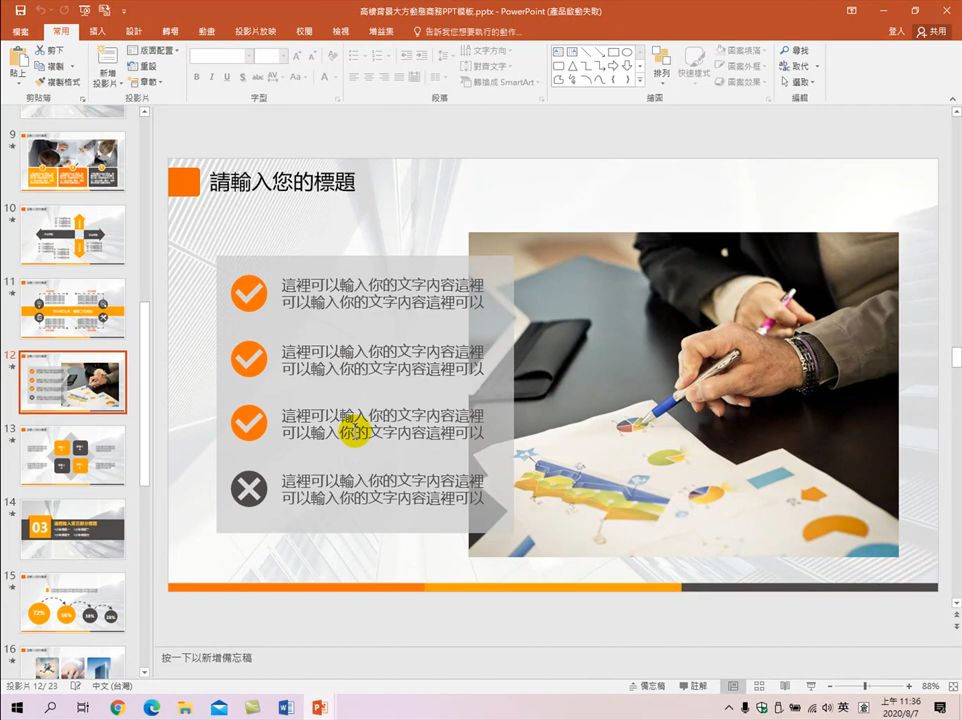 高樓背景大方動態商務PPT模板.pptx - PowerPoint (產品啟動失敗)
檔案 常用 插入 設計 轉場 動畫 投影片放映 校閱 檢視 增益集 告訴我您想要執行的動作... 登入 共用
貼上 剪下 複製 複製格式 剪貼簿
新增投影片 版面配置 重設 章節 投影片
B I U S abc AV Aa A 字型
文字方向 對齊文字 轉換成 SmartArt 段落
排列 快速樣式 圖案填滿 圖案外框 圖案效果 繪圖
尋找 取代 選取 編輯
9
10
11
12
13
14
03
15
72%
16
請輸入您的標題
這裡可以輸入你的文字內容這裡
可以輸入你的文字內容這裡可以
這裡可以輸入你的文字內容這裡
可以輸入你的文字內容這裡可以
這裡可以輸入你的文字內容這裡
可以輸入你的文字內容這裡可以
這裡可以輸入你的文字內容這裡
可以輸入你的文字內容這裡可以
按一下以新增備忘稿
投影片 12/ 23 中文 (台灣) 備忘稿 註解 88%
英 上午 11:36
2020/8/7